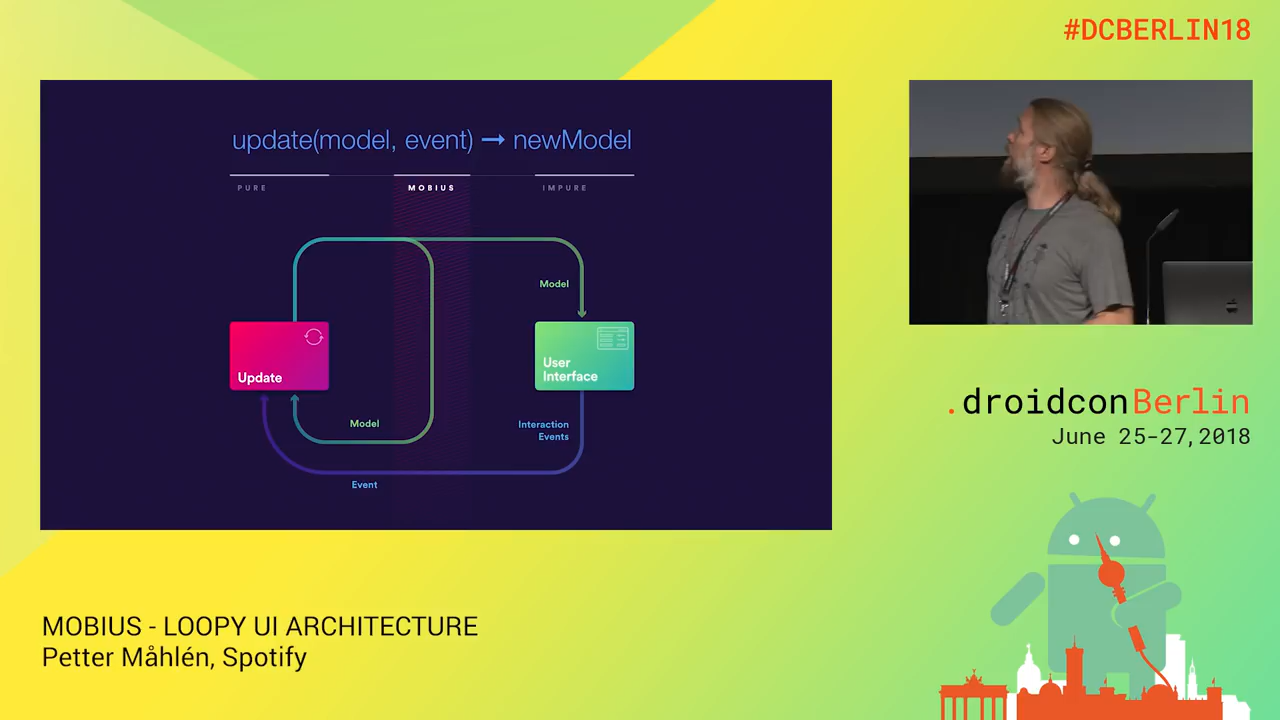 #DCBERLIN18
update(model, event) → newModel
PURE
MOBIUS
IMPURE
Model
Update
User
Interface
Model
Interaction
Events
Event
.droidconBerlin
June 25-27, 2018
MOBIUS - LOOPY UI ARCHITECTURE
Petter Måhlén, Spotify